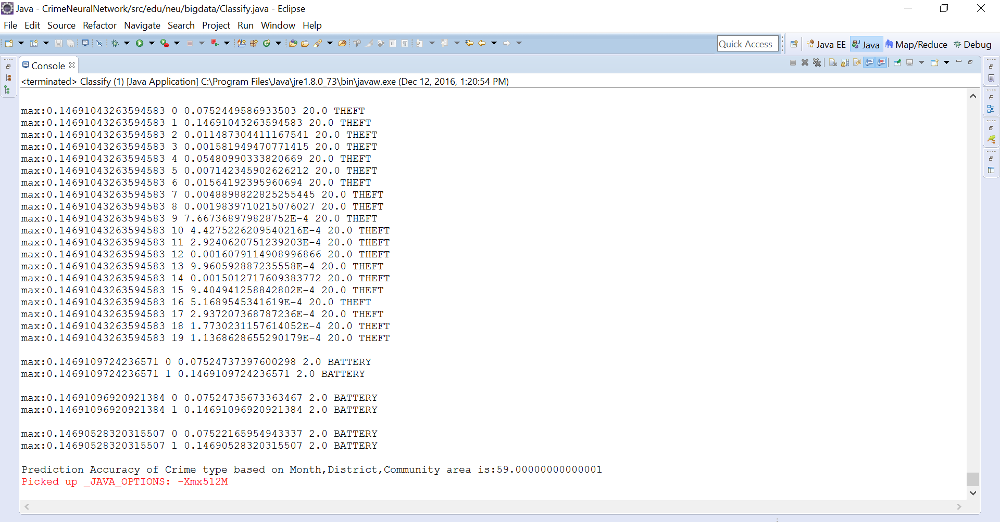 Java - CrimeNeuralNetwork/src/edu/neu/bigdata/Classify.java - Eclipse
File Edit Source Refactor Navigate Search Project Run Window Help
Quick Access Java EE Java Map/Reduce Debug
Console
<terminated> Classify (1) [Java Application] C:\Program Files\Java\jre1.8.0_73\bin\javaw.exe (Dec 12, 2016, 1:20:54 PM)
max:0.14691043263594583 0 0.0752449586933503 20.0 THEFT
max:0.14691043263594583 1 0.14691043263594583 20.0 THEFT
max:0.14691043263594583 2 0.011487304411167541 20.0 THEFT
max:0.14691043263594583 3 0.001581949470771415 20.0 THEFT
max:0.14691043263594583 4 0.05480990333820669 20.0 THEFT
max:0.14691043263594583 5 0.007142345902626212 20.0 THEFT
max:0.14691043263594583 6 0.01564192395960694 20.0 THEFT
max:0.14691043263594583 7 0.0048898822825255445 20.0 THEFT
max:0.14691043263594583 8 0.0019839710215076027 20.0 THEFT
max:0.14691043263594583 9 7.667368979828752E-4 20.0 THEFT
max:0.14691043263594583 10 4.4275226209540216E-4 20.0 THEFT
max:0.14691043263594583 11 2.9240620751239203E-4 20.0 THEFT
max:0.14691043263594583 12 0.0016079114908996866 20.0 THEFT
max:0.14691043263594583 13 9.960592887235558E-4 20.0 THEFT
max:0.14691043263594583 14 0.0015012717609383772 20.0 THEFT
max:0.14691043263594583 15 9.404941258842802E-4 20.0 THEFT
max:0.14691043263594583 16 5.1689545341619E-4 20.0 THEFT
max:0.14691043263594583 17 2.937207368787236E-4 20.0 THEFT
max:0.14691043263594583 18 1.7730231157614052E-4 20.0 THEFT
max:0.14691043263594583 19 1.1368628655290179E-4 20.0 THEFT
max:0.1469109724236571 0 0.07524737397600298 2.0 BATTERY
max:0.1469109724236571 1 0.1469109724236571 2.0 BATTERY
max:0.14691096920921384 0 0.07524735673363467 2.0 BATTERY
max:0.14691096920921384 1 0.14691096920921384 2.0 BATTERY
max:0.14690528320315507 0 0.07522165954943337 2.0 BATTERY
max:0.14690528320315507 1 0.14690528320315507 2.0 BATTERY
Prediction Accuracy of Crime type based on Month,District,Community area is:59.00000000000001
Picked up _JAVA_OPTIONS: -Xmx512M